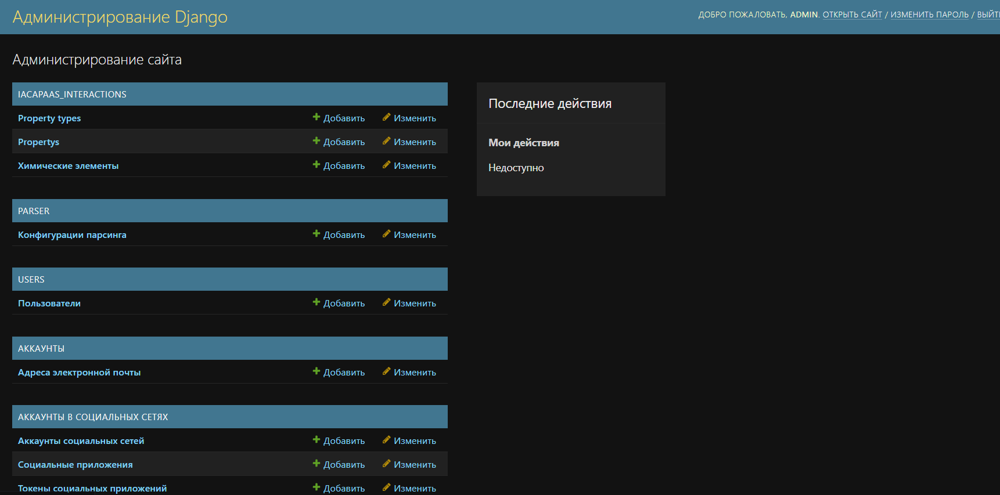 Администрирование Django
ДОБРО ПОЖАЛОВАТЬ, ADMIN. ОТКРЫТЬ САЙТ / ИЗМЕНИТЬ ПАРОЛЬ /
Администрирование сайта
IACAPAAS_INTERACTIONS
Property types Добавить Изменить
Propertys Добавить Изменить
Химические элементы Добавить Изменить
PARSER
Конфигурации парсинга Добавить Изменить
USERS
Пользователи Добавить Изменить
АККАУНТЫ
Адреса электронной почты Добавить Изменить
АККАУНТЫ В СОЦИАЛЬНЫХ СЕТЯХ
Аккаунты социальных сетей Добавить Изменить
Социальные приложения Добавить Изменить
Токены социальных приложений Добавить Изменить
Последние действия
Мои действия
Недоступно